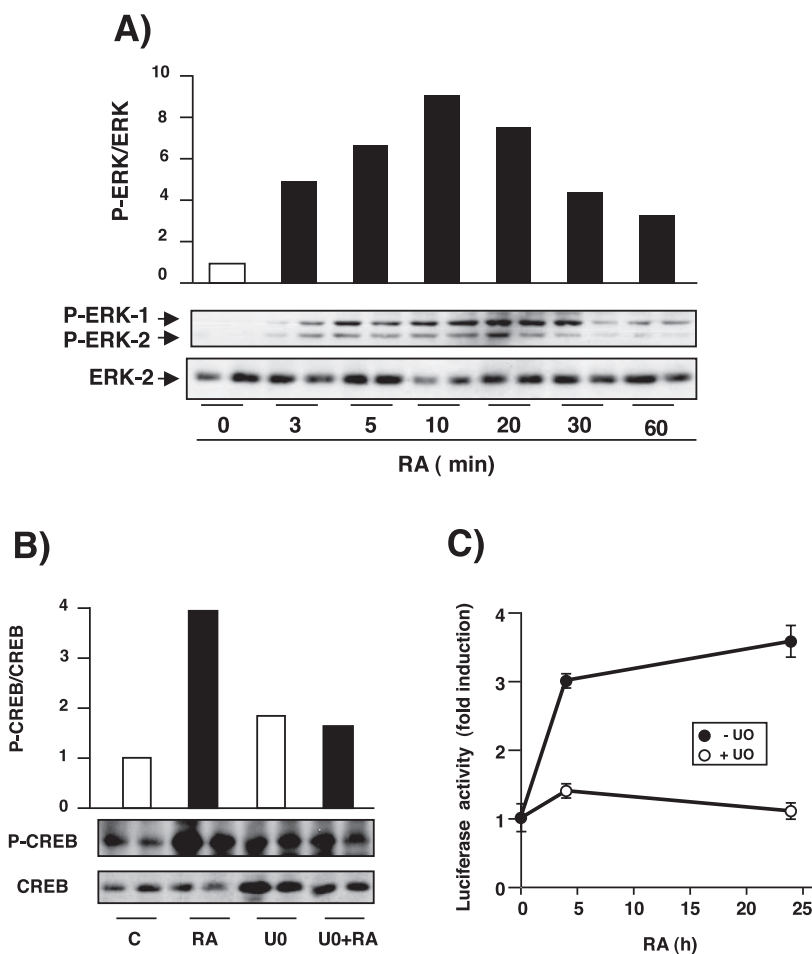 A)
10
8
6
4
2
0
P-ERK/ERK
P-ERK-1
P-ERK-2
ERK-2
0 3 5 10 20 30 60
RA ( min)
B)
4
3
2
1
0
P-CREB/CREB
P-CREB
CREB
C RA U0 U0+RA
C)
4
3
2
1
0
Luciferase activity (fold induction)
- UO
+ UO
0 5 10 15 20 25
RA (h)